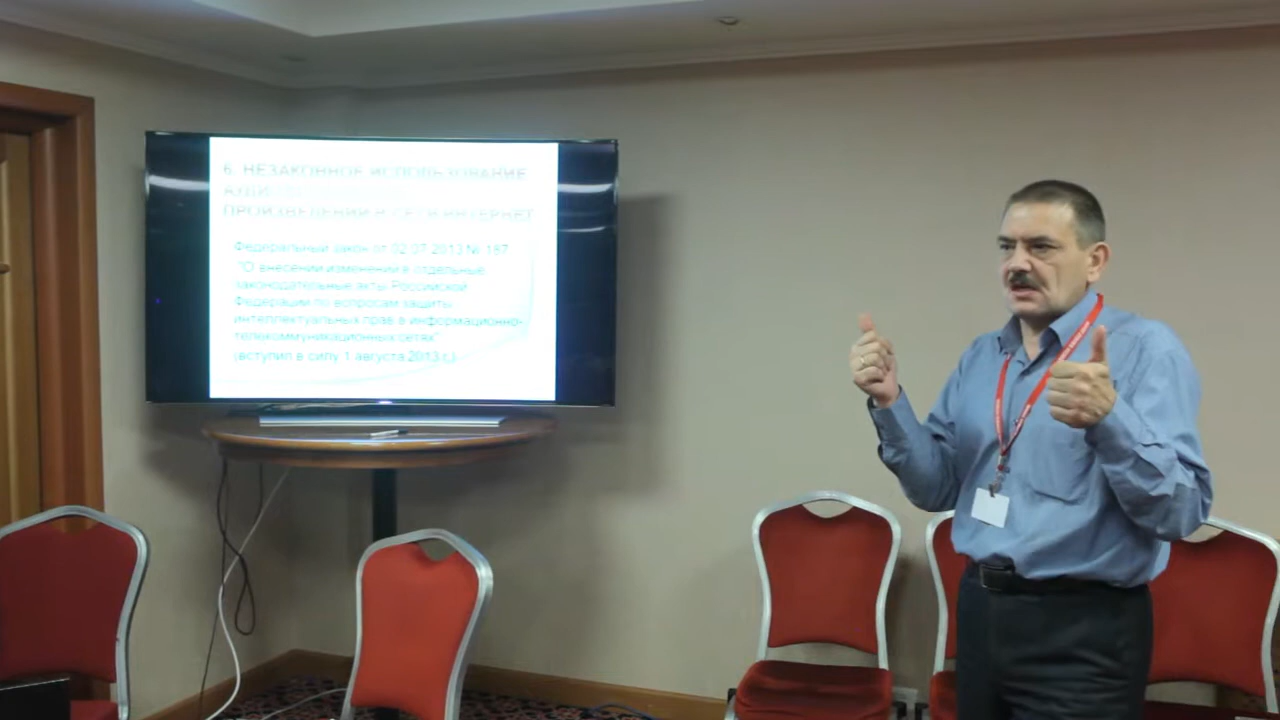 6. НЕЗАКОННОЕ ИСПОЛЬЗОВАНИЕ
ПРОИЗВЕДЕНИЙ В СЕТИ ИНТЕРНЕТ
Федеральный закон от 02.07.2013 № 187
"О внесении изменений в отдельные
законодательные акты Российской
Федерации по вопросам защиты
интеллектуальных прав в информационно-
телекоммуникационных сетях"
(вступил в силу 1 августа 2013 г.)